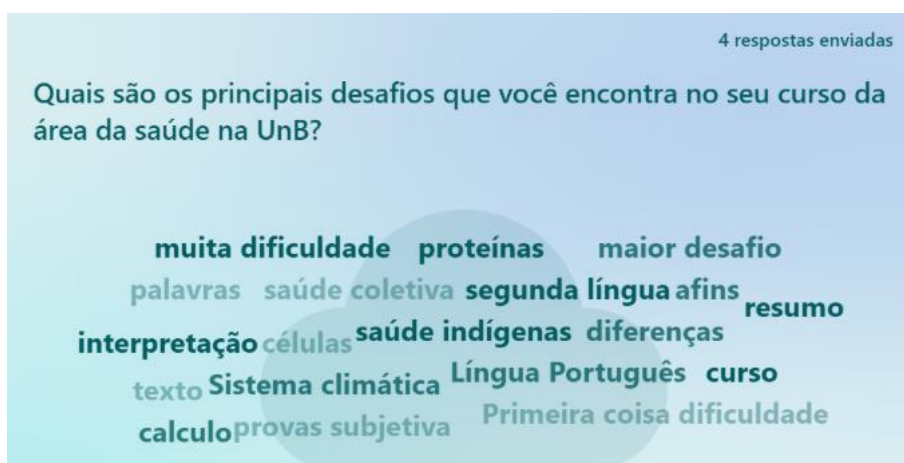 4 respostas enviadas
Quais são os principais desafios que você encontra no seu curso da
área da saúde na UnB?
muita dificuldade proteínas maior desafio
palavras saúde coletiva segunda língua afins
resumo
interpretação células saúde indígenas diferenças
texto Sistema climática Língua Português curso
calculo provas subjetiva Primeira coisa dificuldade